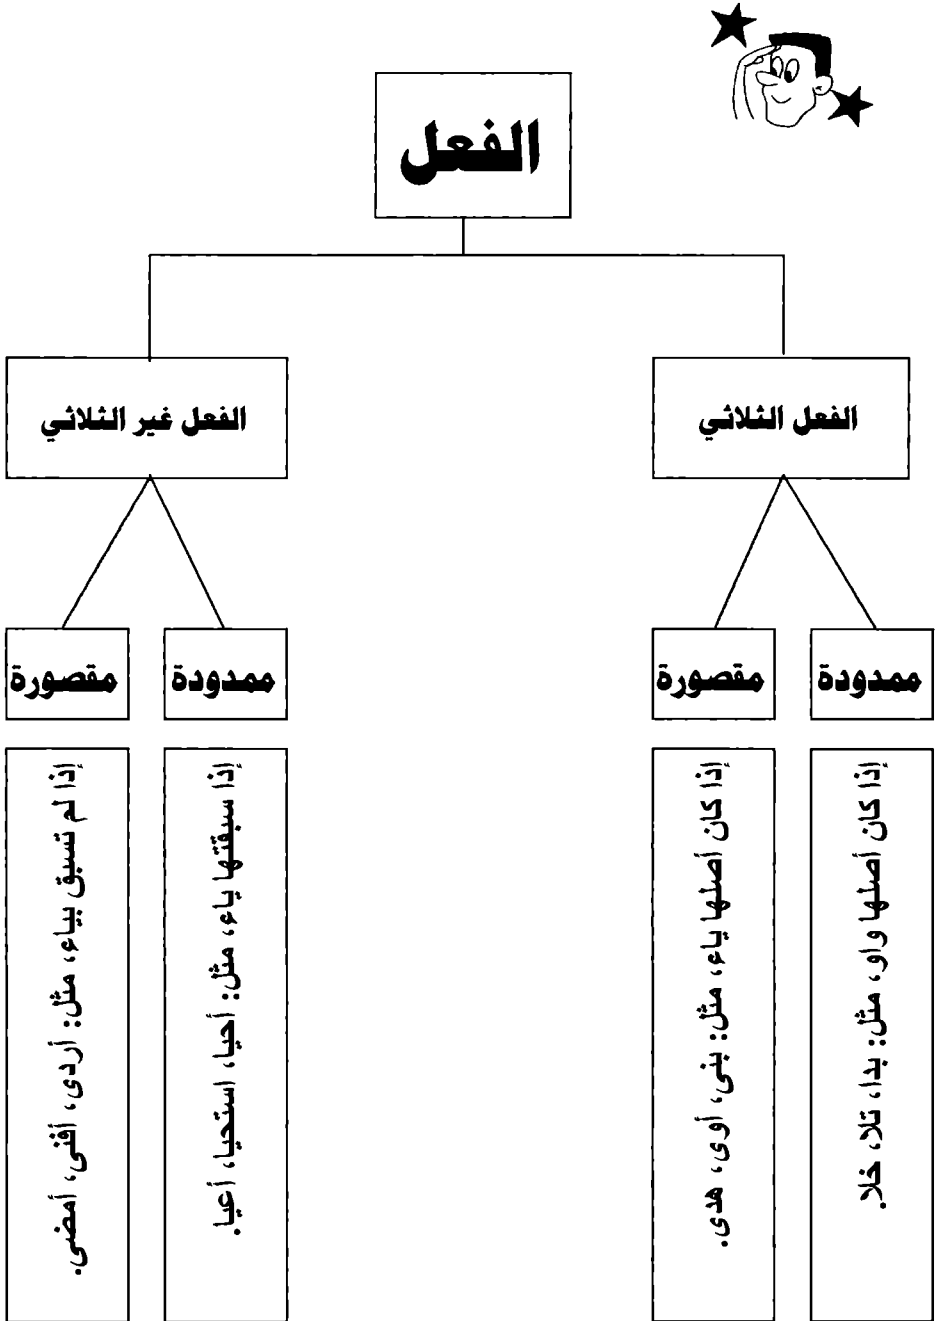 الفعل
الفعل الثلاثي
الفعل غير الثلاثي
ممدودة
مقصورة
ممدودة
مقصورة
إذا كان أصلها واو، مثل: بدا، تلا، خلا.
إذا كان أصلها ياء، مثل: بنى، أوى، هدى.
إذا سبقتها ياء، مثل: أحيا، استحيا، أعيا.
إذا لم تسبق بياء، مثل: أردى، أفنى، أمضى.